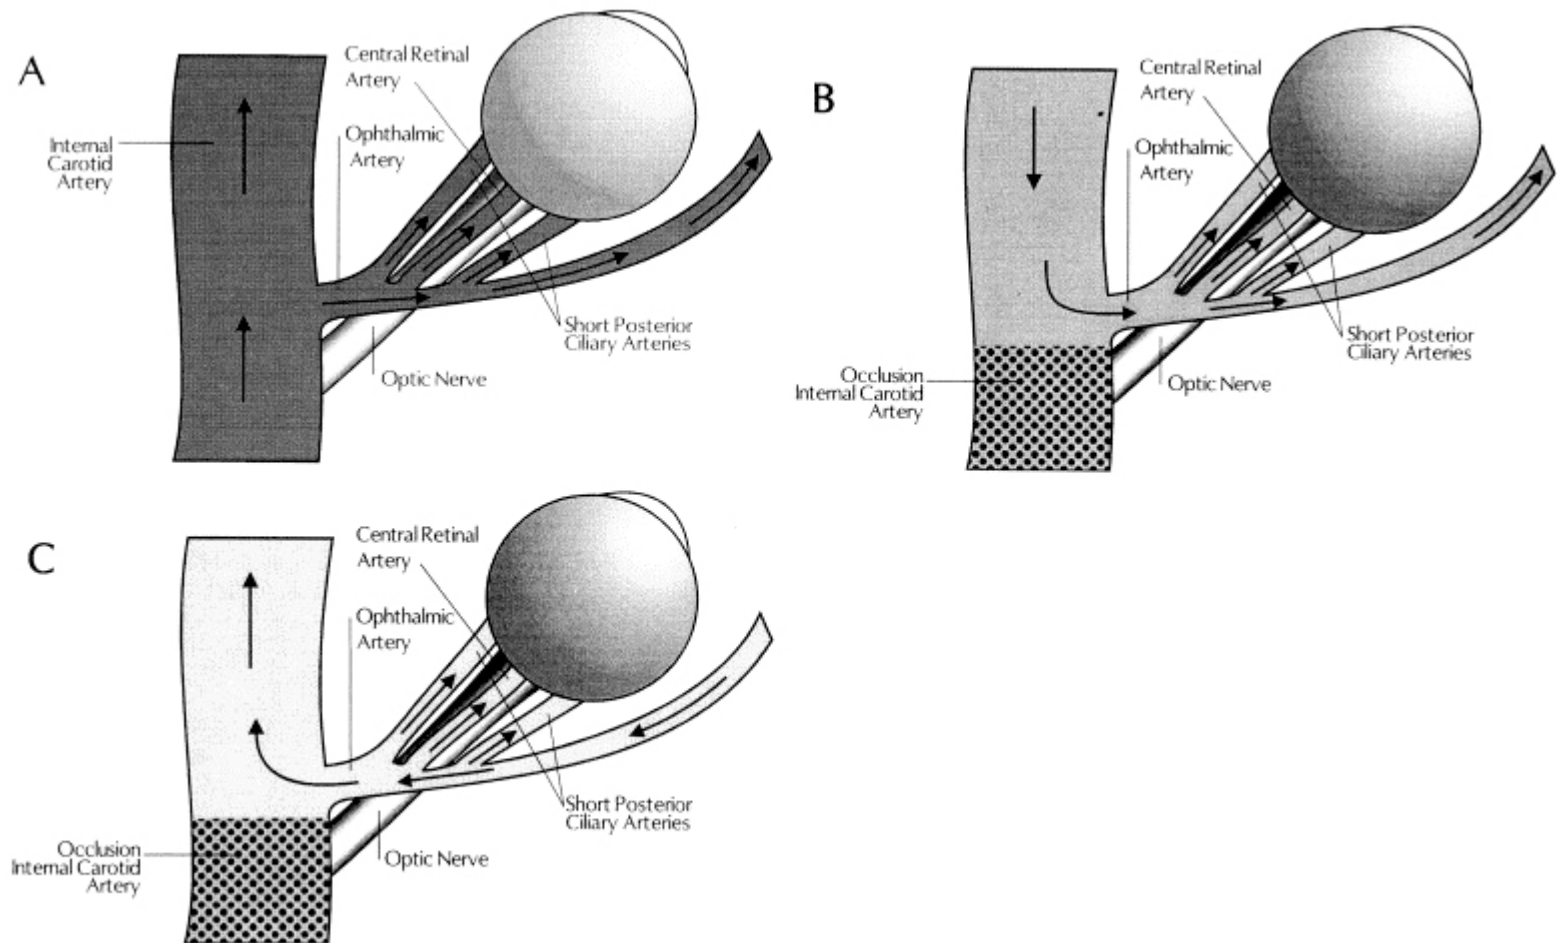 A
Central Retinal
Artery
Internal
Carotid
Artery
Ophthalmic
Artery
Short Posterior
Ciliary Arteries
Optic Nerve
B
Central Retinal
Artery
Ophthalmic
Artery
Short Posterior
Ciliary Arteries
Occlusion
Internal Carotid
Artery
Optic Nerve
C
Central Retinal
Artery
Ophthalmic
Artery
Short Posterior
Ciliary Arteries
Occlusion
Internal Carotid
Artery
Optic Nerve